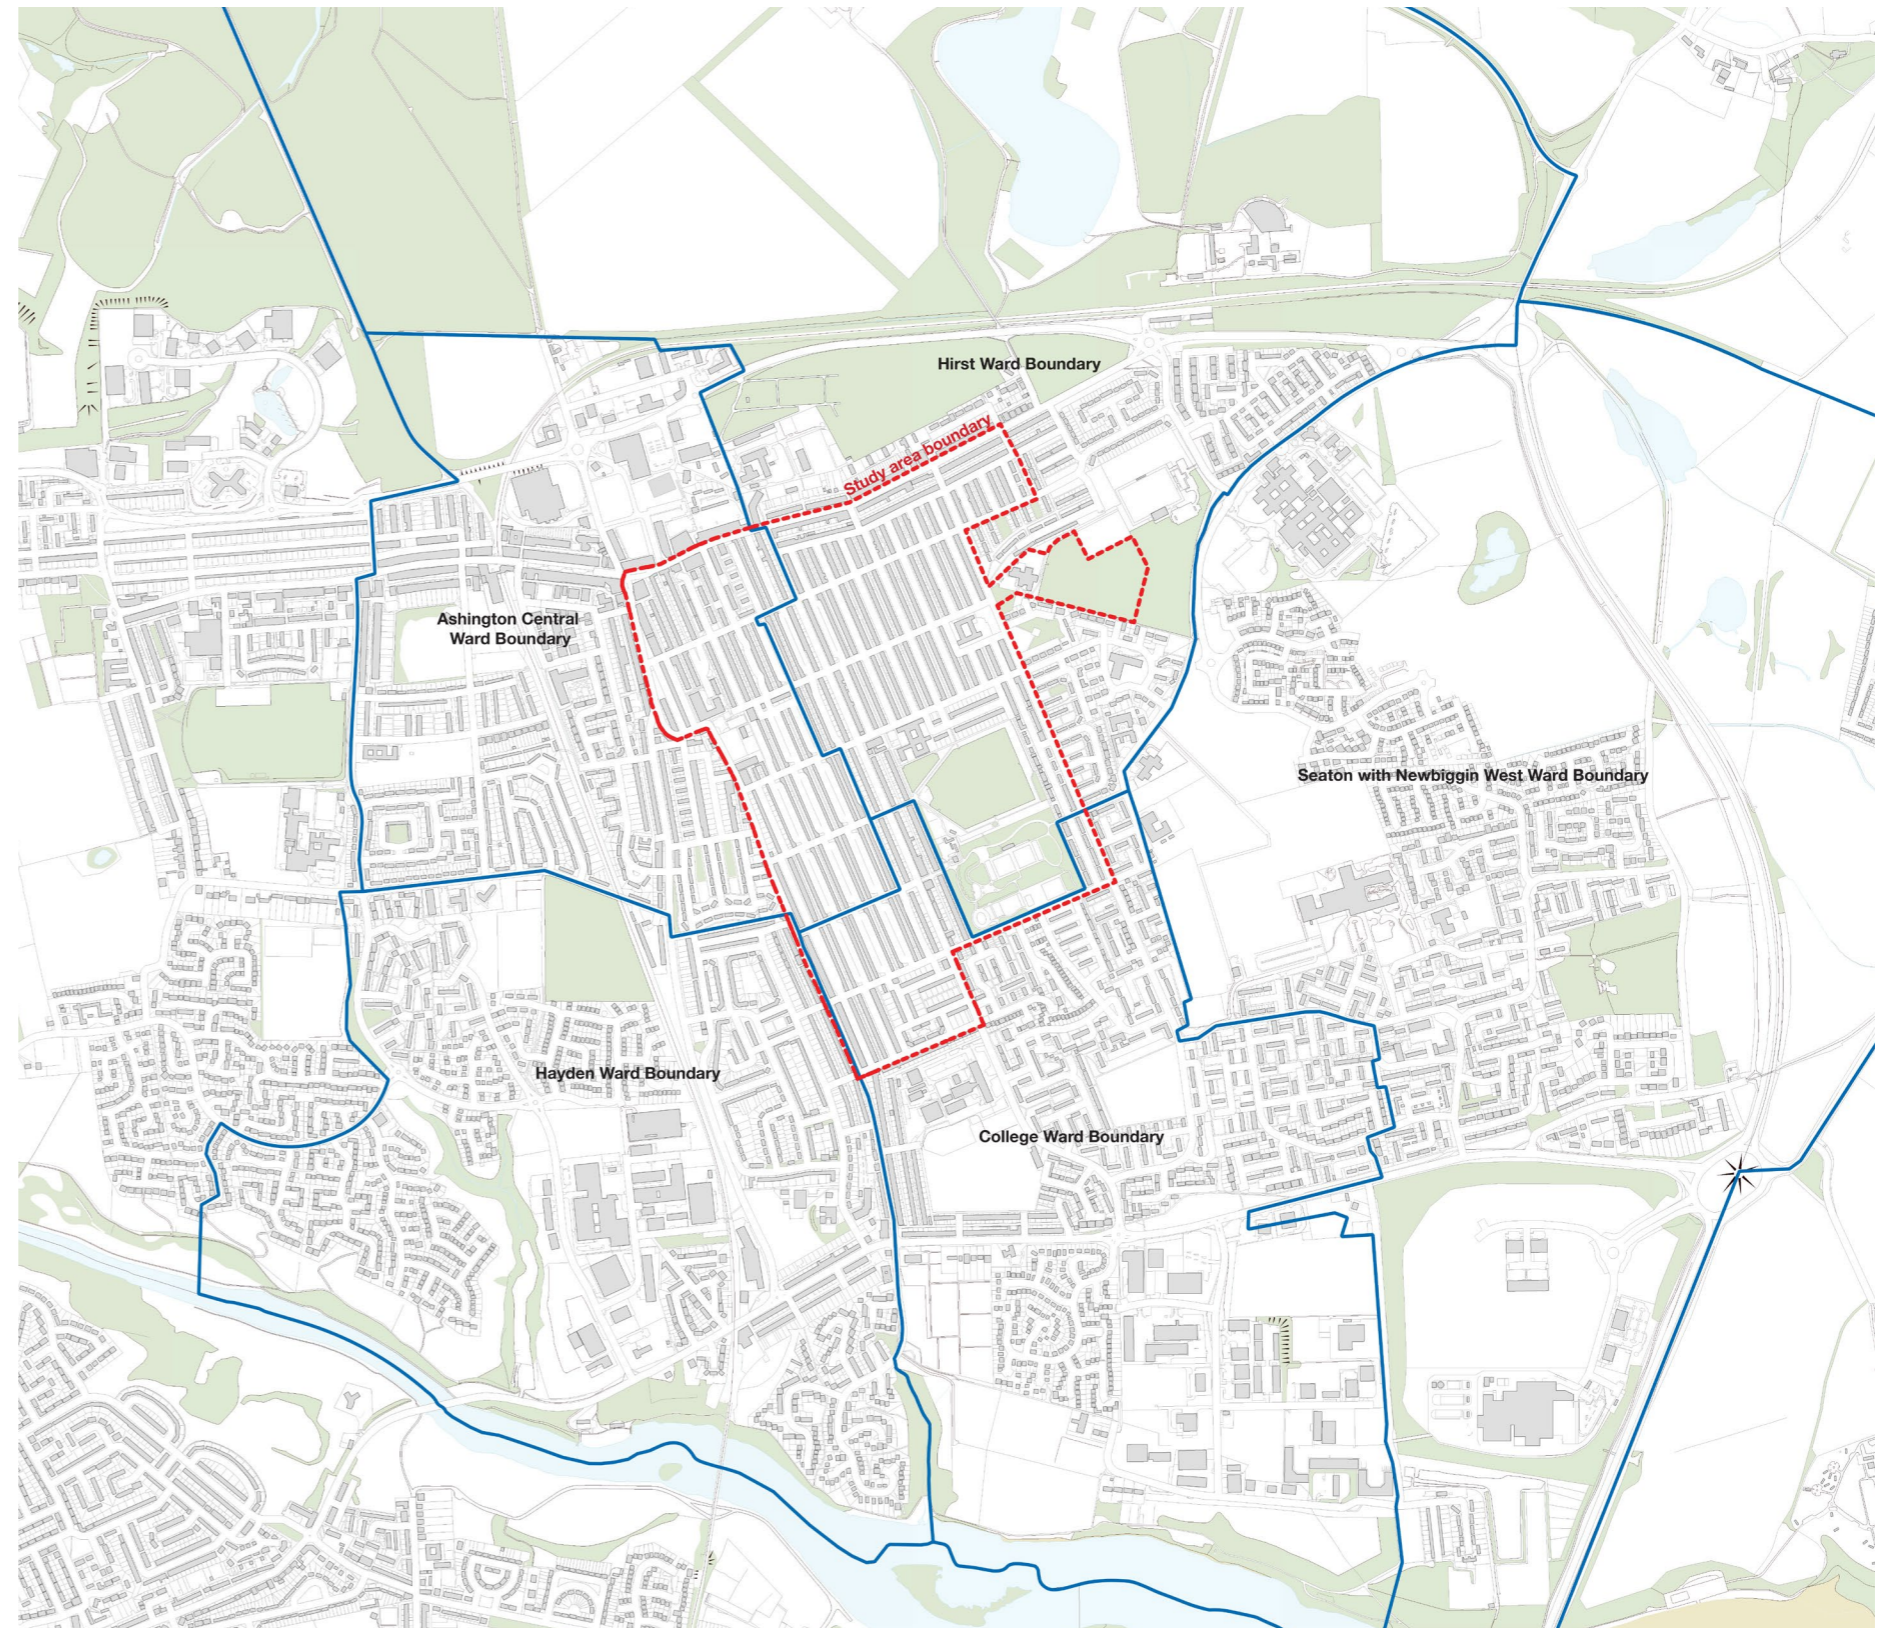 Hirst Ward Boundary
Study area boundary
Ashington Central
Ward Boundary
Seaton with Newbiggin West Ward Boundary
Hayden Ward Boundary
College Ward Boundary